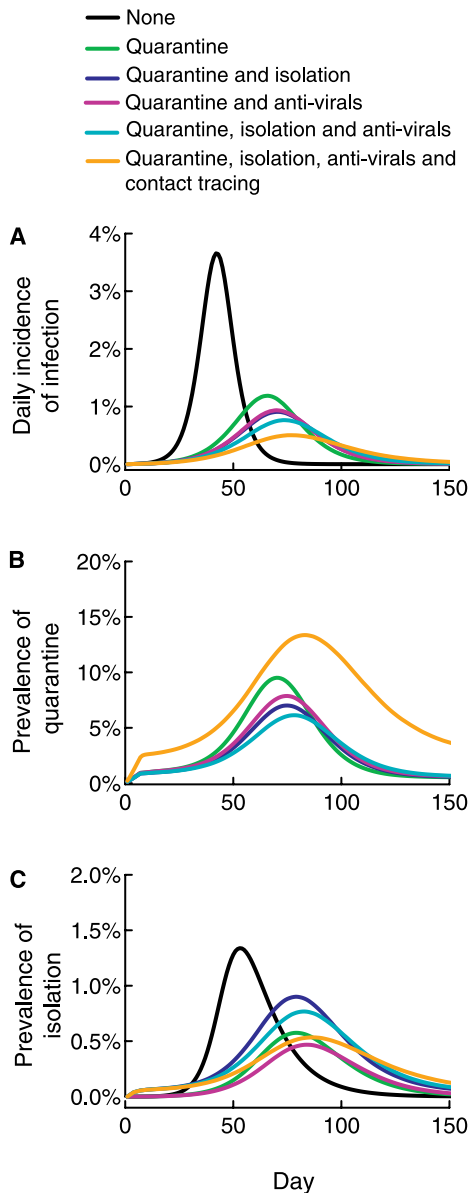 None
Quarantine
Quarantine and isolation
Quarantine and anti-virals
Quarantine, isolation and anti-virals
Quarantine, isolation, anti-virals and
contact tracing
A
4%
3%
2%
1%
0%
Daily incidence
of infection
0 50 100 150
B
20%
15%
10%
5%
0%
Prevalence of
quarantine
0 50 100 150
C
2.0%
1.5%
1.0%
0.5%
0.0%
Prevalence of
isolation
0 50 100 150
Day